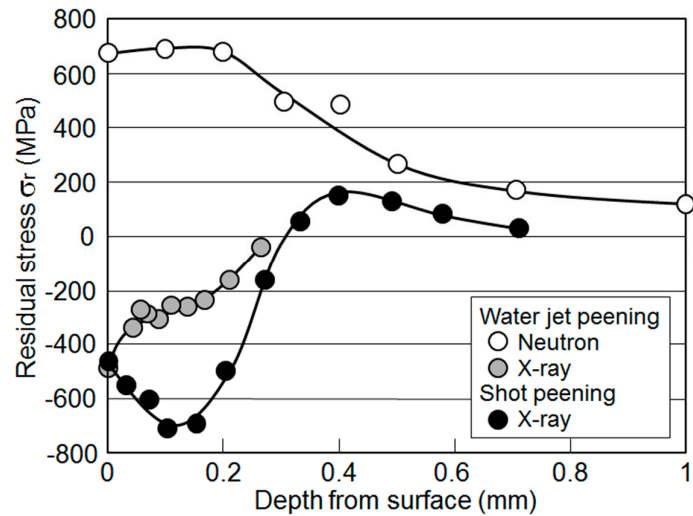 Residual stress σr (MPa)
800
600
400
200
0
-200
-400
-600
-800
0
0.2
0.4
0.6
0.8
1
Depth from surface (mm)
Water jet peening
Neutron
X-ray
Shot peening
X-ray